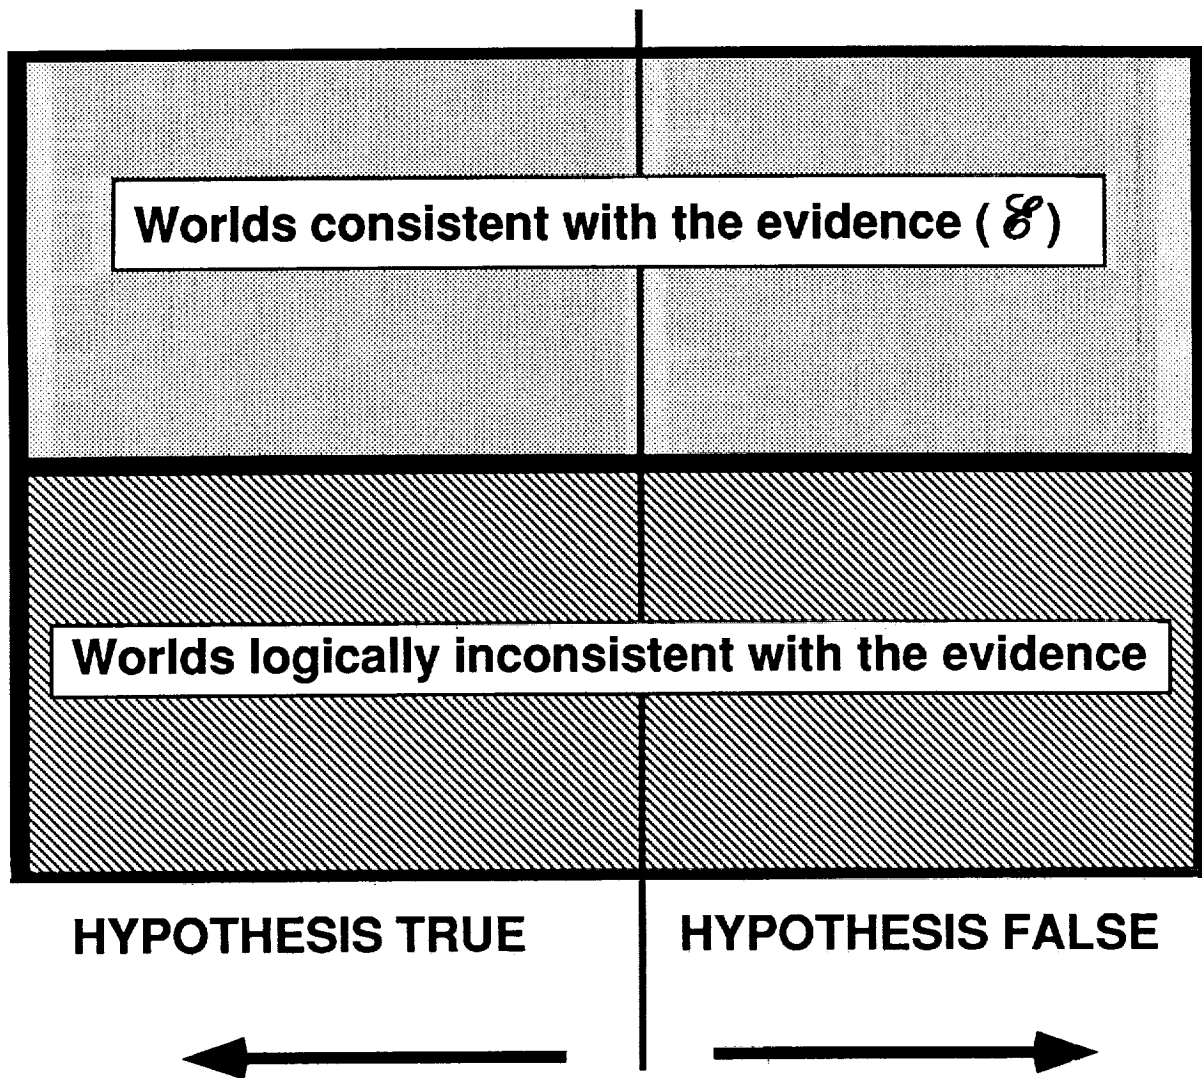 Worlds consistent with the evidence (ℰ)
Worlds logically inconsistent with the evidence
HYPOTHESIS TRUE
HYPOTHESIS FALSE